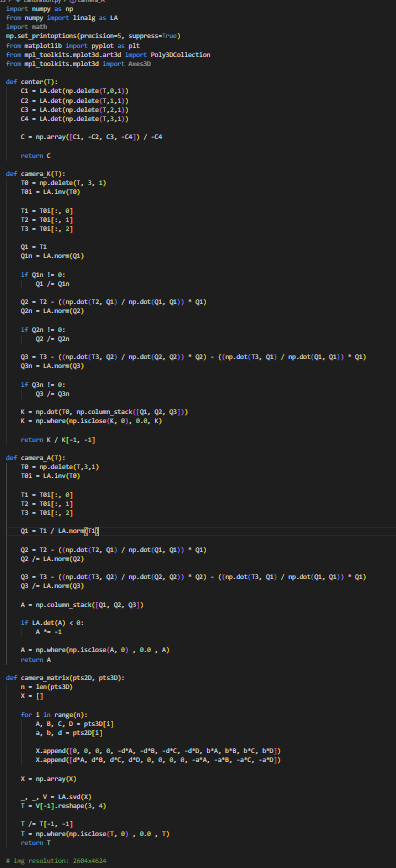 import numpy as np
from numpy import linalg as LA
import math
np.set_printoptions(precision=5, suppress=True)
from matplotlib import pyplot as plt
from mpl_toolkits.mplot3d.art3d import Poly3DCollection
from mpl_toolkits.mplot3d import Axes3D
def center(T):
C1 = LA.det(np.delete(T,0,1))
C2 = LA.det(np.delete(T,1,1))
C3 = LA.det(np.delete(T,2,1))
C4 = LA.det(np.delete(T,3,1))
C = np.array([C1, -C2, C3, -C4]) / -C4
return C
def camera_K(T):
T0 = np.delete(T, 3, 1)
T0i = LA.inv(T0)
T1 = T0i[:, 0]
T2 = T0i[:, 1]
T3 = T0i[:, 2]
Q1 = T1
Q1n = LA.norm(Q1)
if Q1n != 0:
Q1 /= Q1n
Q2 = T2 - ((np.dot(T2, Q1) / np.dot(Q1, Q1)) * Q1)
Q2n = LA.norm(Q2)
if Q2n != 0:
Q2 /= Q2n
Q3 = T3 - ((np.dot(T3, Q2) / np.dot(Q2, Q2)) * Q2) - ((np.dot(T3, Q1) / np.dot(Q1, Q1)) * Q1)
Q3n = LA.norm(Q3)
if Q3n != 0:
Q3 /= Q3n
K = np.dot(T0, np.column_stack([Q1, Q2, Q3]))
K = np.where(np.isclose(K, 0), 0.0, K)
return K / K[-1, -1]
def camera_A(T):
T0 = np.delete(T,3,1)
T0i = LA.inv(T0)
T1 = T0i[:, 0]
T2 = T0i[:, 1]
T3 = T0i[:, 2]
Q1 = T1 / LA.norm(T1)
Q2 = T2 - ((np.dot(T2, Q1) / np.dot(Q1, Q1)) * Q1)
Q2 /= LA.norm(Q2)
Q3 = T3 - ((np.dot(T3, Q2) / np.dot(Q2, Q2)) * Q2) - ((np.dot(T3, Q1) / np.dot(Q1, Q1)) * Q1)
Q3 /= LA.norm(Q3)
A = np.column_stack([Q1, Q2, Q3])
if LA.det(A) < 0:
A *= -1
A = np.where(np.isclose(A, 0) , 0.0 , A)
return A
def camera_matrix(pts2D, pts3D):
n = len(pts3D)
X = []
for i in range(n):
A, B, C, D = pts3D[i]
a, b, d = pts2D[i]
X.append([0, 0, 0, 0, -d*A, -d*B, -d*C, -d*D, b*A, b*B, b*C, b*D])
X.append([d*A, d*B, d*C, d*D, 0, 0, 0, 0, -a*A, -a*B, -a*C, -a*D])
X = np.array(X)
_, _, V = LA.svd(X)
T = V[-1].reshape(3, 4)
T /= T[-1, -1]
T = np.where(np.isclose(T, 0) , 0.0 , T)
return T
# img resolution: 2604x4624